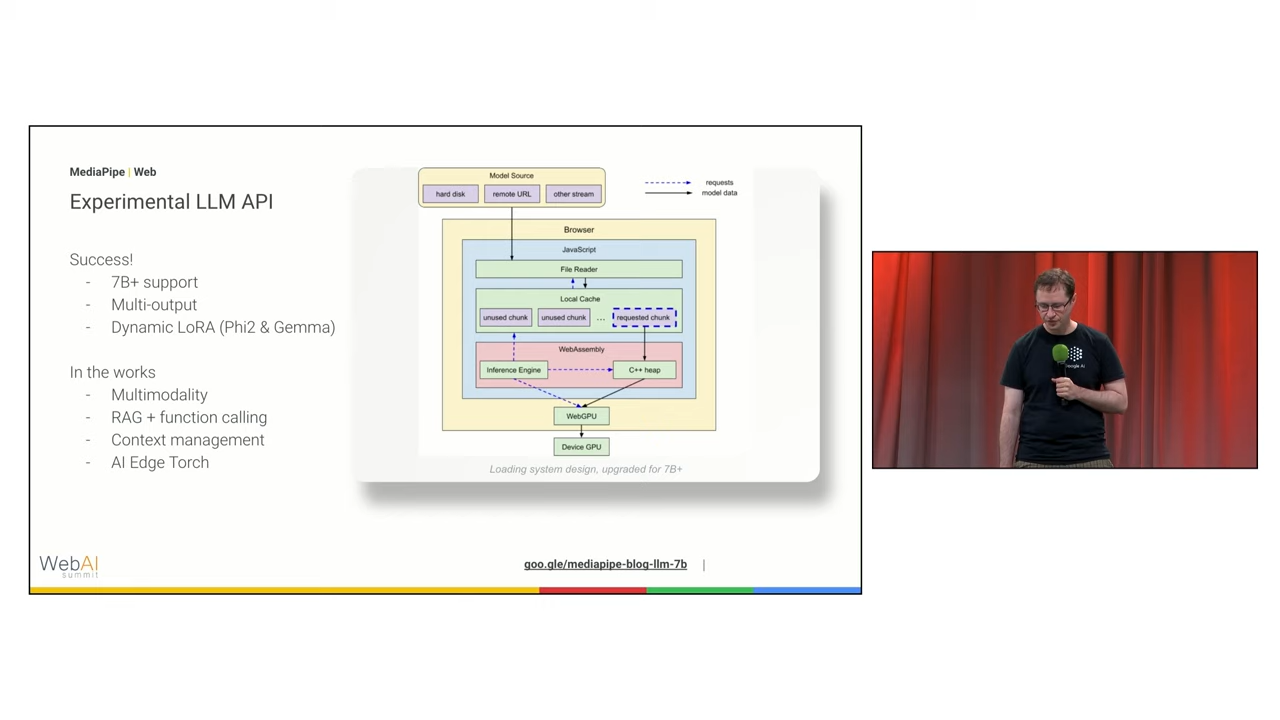 MediaPipe | Web
Experimental LLM API
Success!
- 7B+ support
- Multi-output
- Dynamic LoRA (Phi2 & Gemma)
In the works
- Multimodality
- RAG + function calling
- Context management
- AI Edge Torch
Model Source
hard disk
remote URL
other stream
requests
model data
Browser
JavaScript
File Reader
Local Cache
unused chunk
unused chunk
...
requested chunk
WebAssembly
Inference Engine
C++ heap
WebGPU
Device GPU
Loading system design, upgraded for 7B+
WebAI
summit
goo.gle/mediapipe-blog-llm-7b |
Google AI